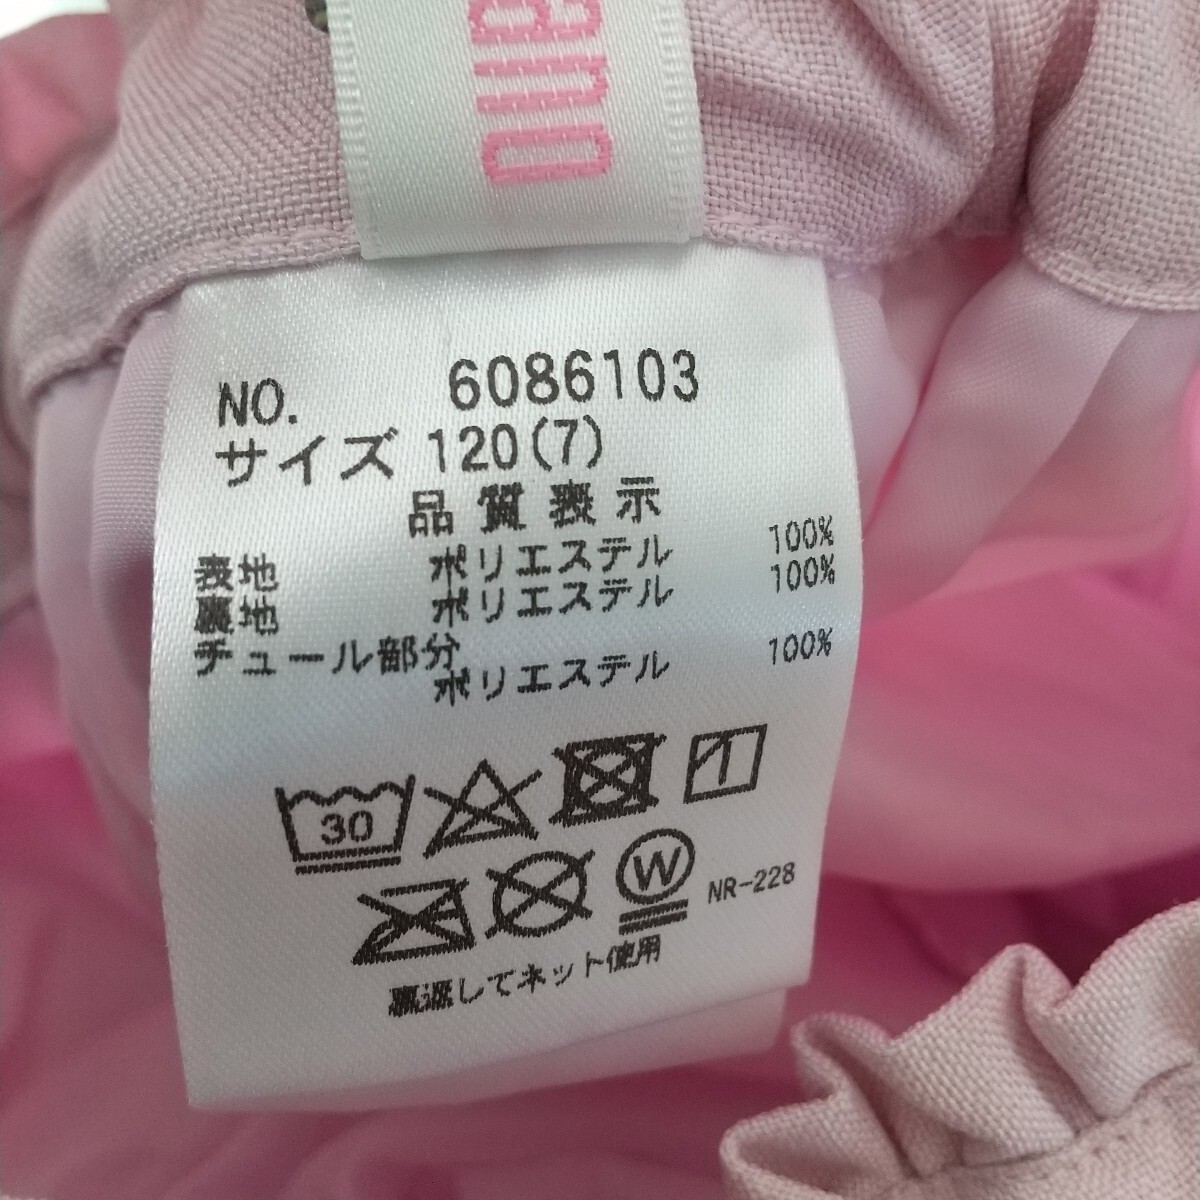 ano
NO. 6086103
サイズ 120(7)
品質表示
表地 ポリエステル 100%
裏地 ポリエステル 100%
チュール部分
ポリエステル 100%
30
W NR-228
裏返してネット使用